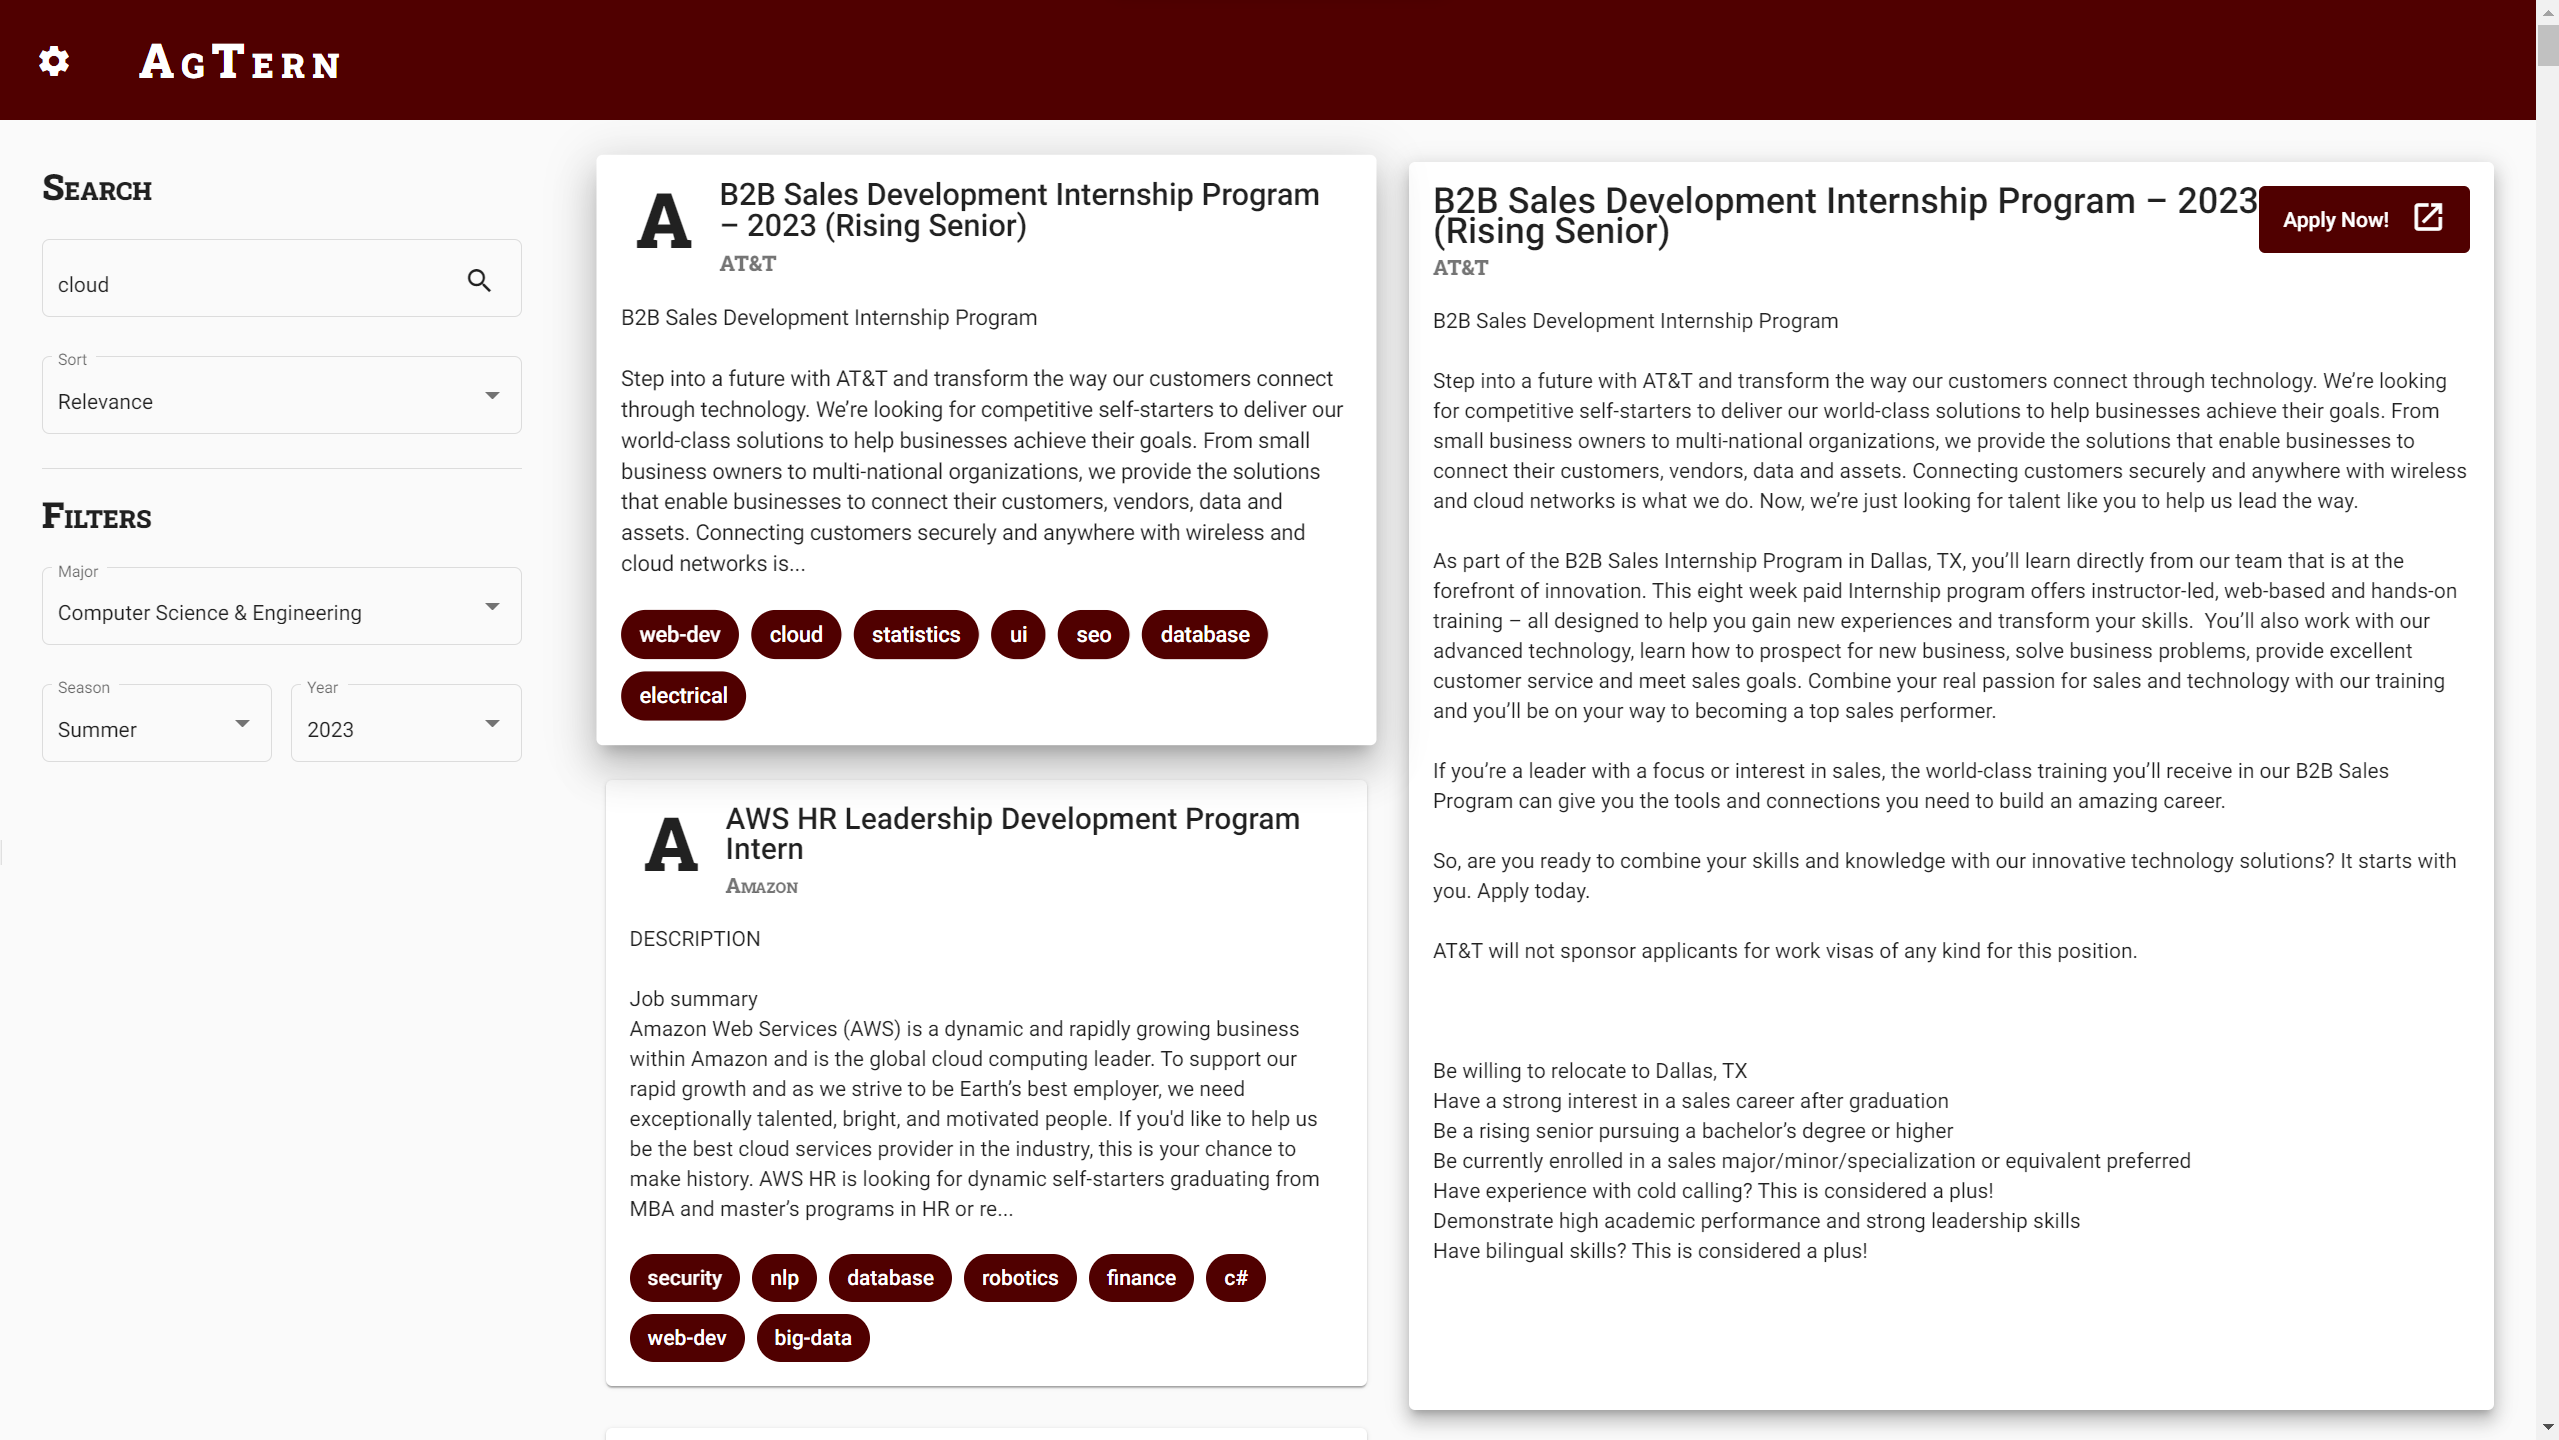 AgTern
Search
cloud
Sort
Relevance
Filters
Major
Computer Science & Engineering
Season
Summer
Year
2023
A
B2B Sales Development Internship Program
– 2023 (Rising Senior)
AT&T
B2B Sales Development Internship Program
Step into a future with AT&T and transform the way our customers connect
through technology. We’re looking for competitive self-starters to deliver our
world-class solutions to help businesses achieve their goals. From small
business owners to multi-national organizations, we provide the solutions
that enable businesses to connect their customers, vendors, data and
assets. Connecting customers securely and anywhere with wireless and
cloud networks is...
web-dev cloud statistics ui seo database
electrical
A
AWS HR Leadership Development Program
Intern
Amazon
DESCRIPTION
Job summary
Amazon Web Services (AWS) is a dynamic and rapidly growing business
within Amazon and is the global cloud computing leader. To support our
rapid growth and as we strive to be Earth’s best employer, we need
exceptionally talented, bright, and motivated people. If you'd like to help us
be the best cloud services provider in the industry, this is your chance to
make history. AWS HR is looking for dynamic self-starters graduating from
MBA and master’s programs in HR or re...
security nlp database robotics finance c#
web-dev big-data
B2B Sales Development Internship Program – 2023
(Rising Senior)
Apply Now!
AT&T
B2B Sales Development Internship Program
Step into a future with AT&T and transform the way our customers connect through technology. We’re looking
for competitive self-starters to deliver our world-class solutions to help businesses achieve their goals. From
small business owners to multi-national organizations, we provide the solutions that enable businesses to
connect their customers, vendors, data and assets. Connecting customers securely and anywhere with wireless
and cloud networks is what we do. Now, we’re just looking for talent like you to help us lead the way.
As part of the B2B Sales Internship Program in Dallas, TX, you’ll learn directly from our team that is at the
forefront of innovation. This eight week paid Internship program offers instructor-led, web-based and hands-on
training – all designed to help you gain new experiences and transform your skills.  You’ll also work with our
advanced technology, learn how to prospect for new business, solve business problems, provide excellent
customer service and meet sales goals. Combine your real passion for sales and technology with our training
and you’ll be on your way to becoming a top sales performer.
If you’re a leader with a focus or interest in sales, the world-class training you’ll receive in our B2B Sales
Program can give you the tools and connections you need to build an amazing career.
So, are you ready to combine your skills and knowledge with our innovative technology solutions? It starts with
you. Apply today.
AT&T will not sponsor applicants for work visas of any kind for this position.
Be willing to relocate to Dallas, TX
Have a strong interest in a sales career after graduation
Be a rising senior pursuing a bachelor’s degree or higher
Be currently enrolled in a sales major/minor/specialization or equivalent preferred
Have experience with cold calling? This is considered a plus!
Demonstrate high academic performance and strong leadership skills
Have bilingual skills? This is considered a plus!